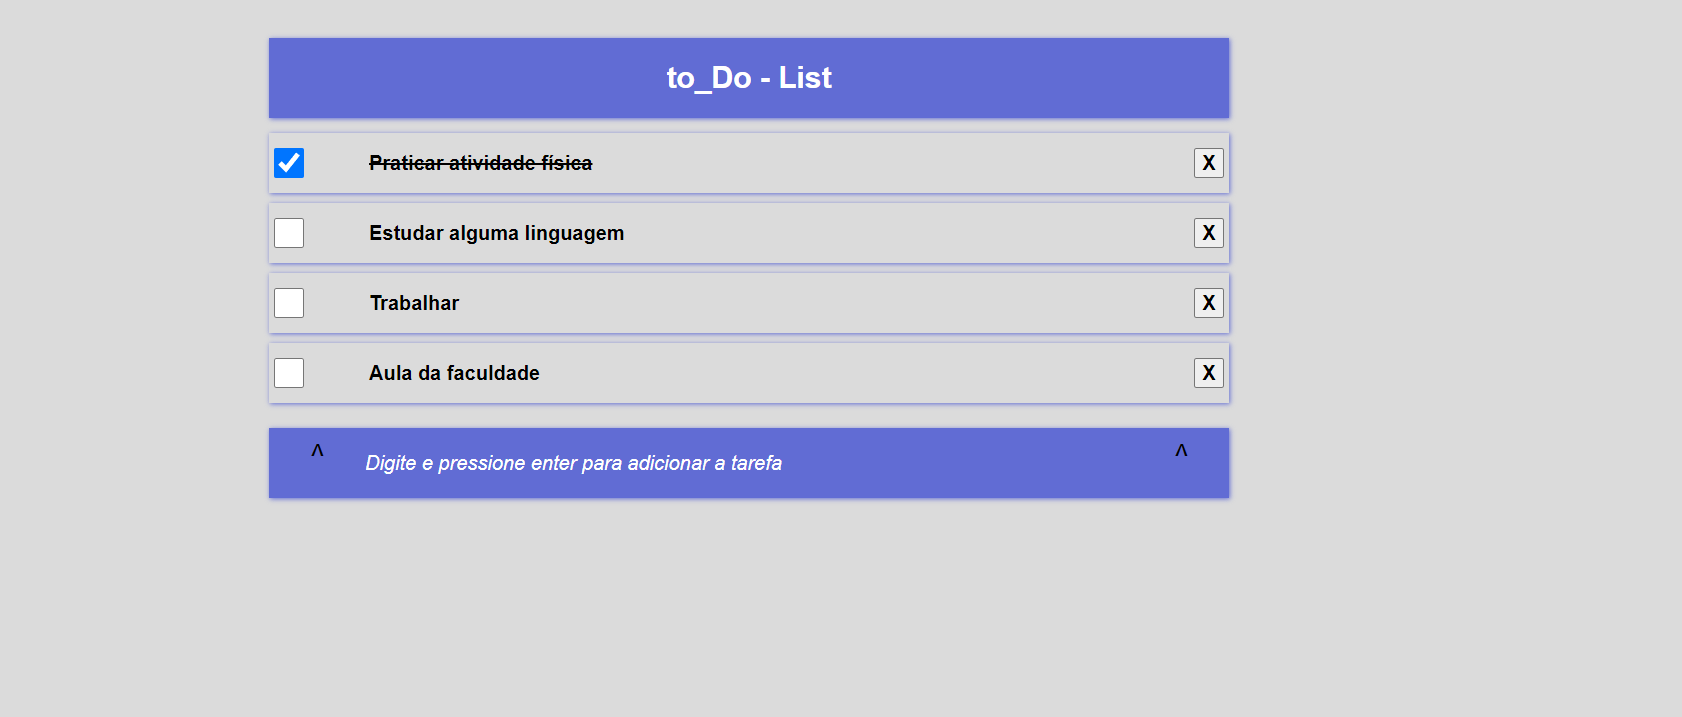 to_Do - List
Praticar atividade física X
Estudar alguma linguagem X
Trabalhar X
Aula da faculdade X
^ Digite e pressione enter para adicionar a tarefa ^